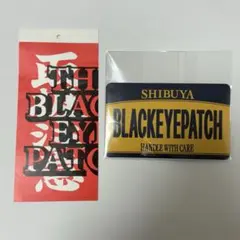 THE
BLACK
EYE
PATCH
SHIBUYA
BLACKEYEPATCH
HANDLE WITH CARE